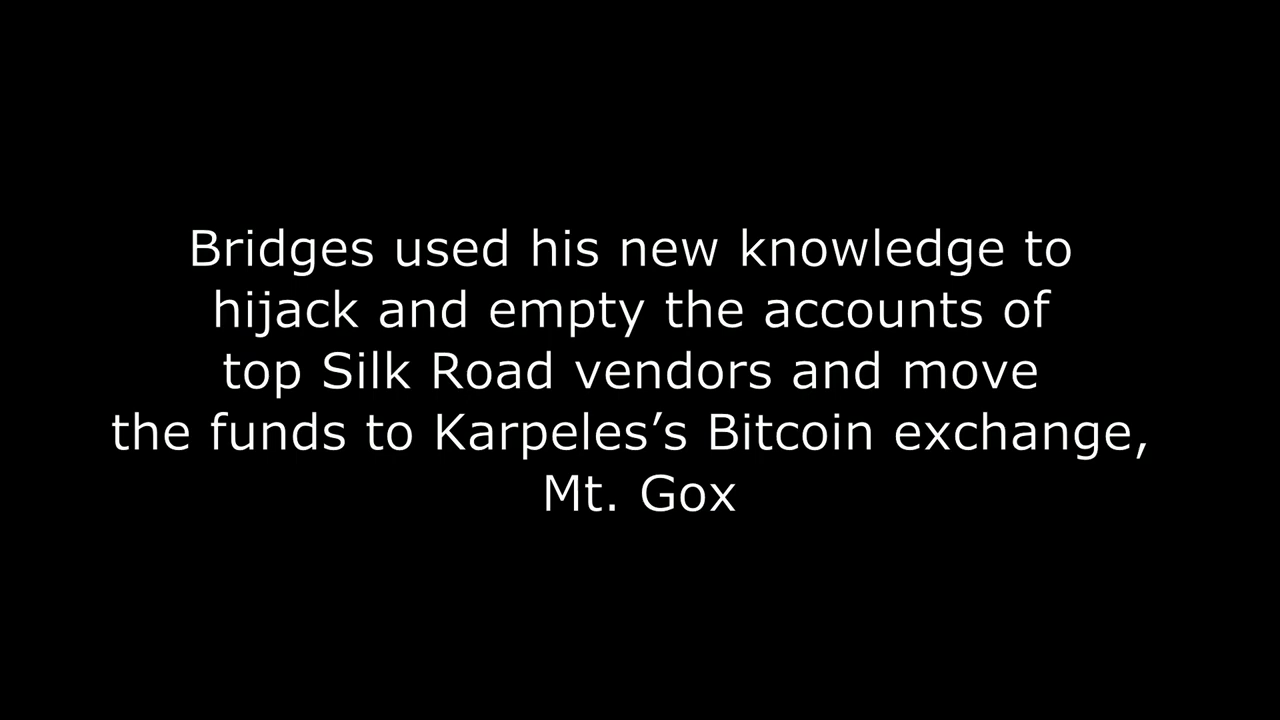 Bridges used his new knowledge to
hijack and empty the accounts of
top Silk Road vendors and move
the funds to Karpeles’s Bitcoin exchange,
Mt. Gox